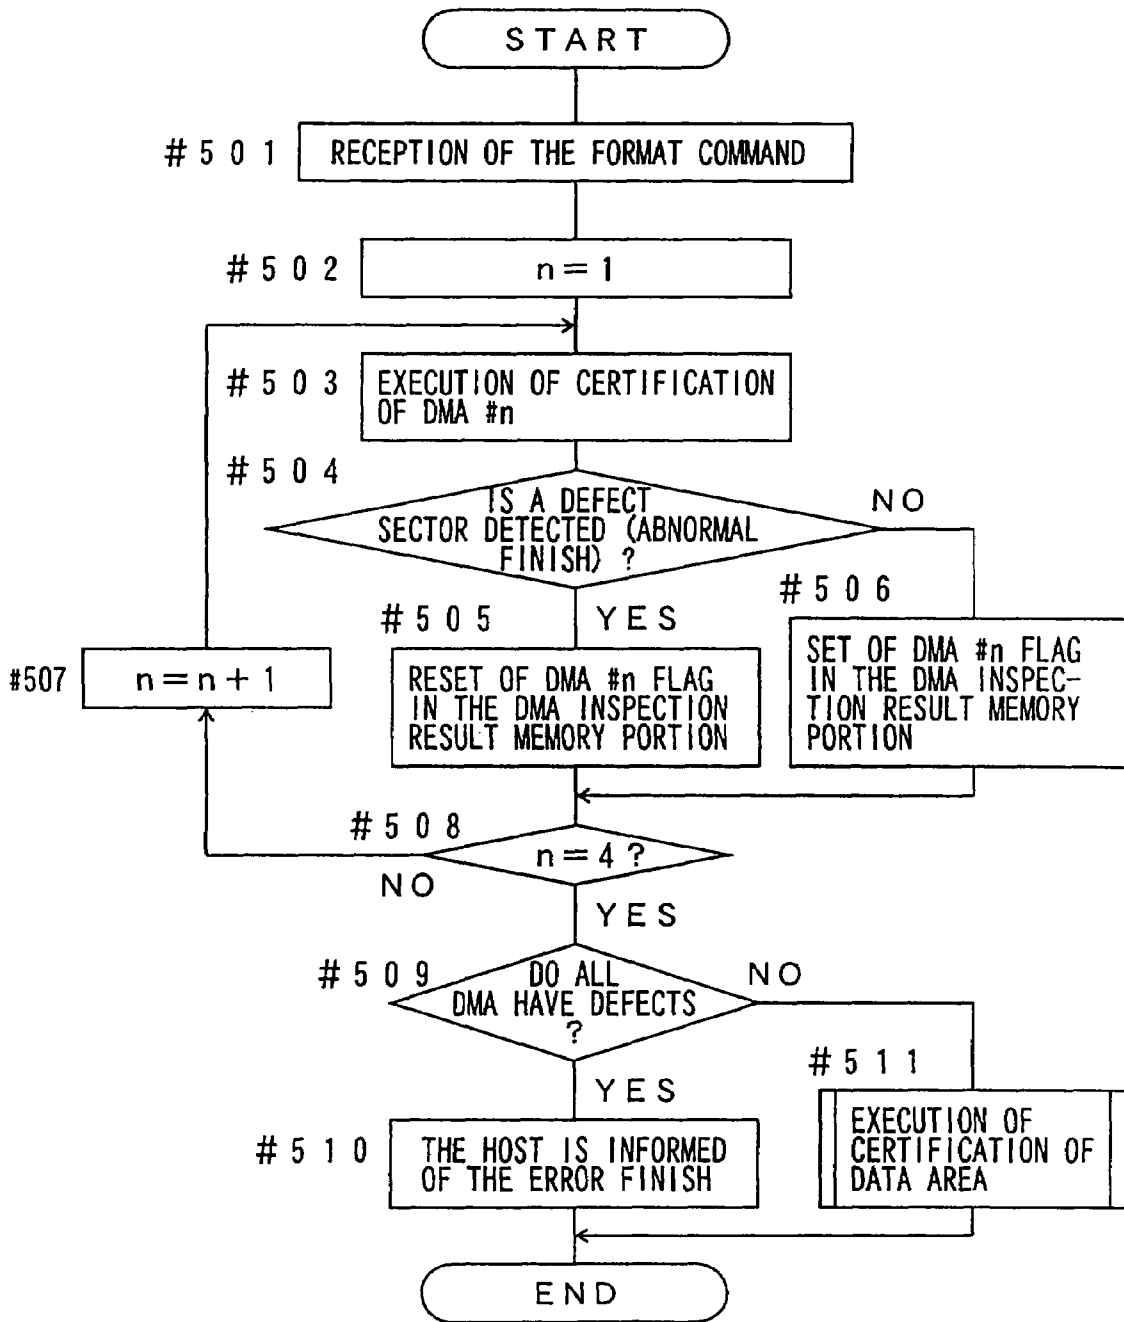 START
#501
RECEPTION OF THE FORMAT COMMAND
#502
n=1
#503
EXECUTION OF CERTIFICATION
OF DMA #n
#504
IS A DEFECT
SECTOR DETECTED (ABNORMAL
FINISH) ?
NO
YES
#505
RESET OF DMA #n FLAG
IN THE DMA INSPECTION
RESULT MEMORY PORTION
#506
SET OF DMA #n FLAG
IN THE DMA INSPEC-
TION RESULT MEMORY
PORTION
#507
n=n+1
#508
n=4?
NO
YES
#509
DO ALL
DMA HAVE DEFECTS
?
NO
YES
#510
THE HOST IS INFORMED
OF THE ERROR FINISH
#511
EXECUTION OF
CERTIFICATION OF
DATA AREA
END